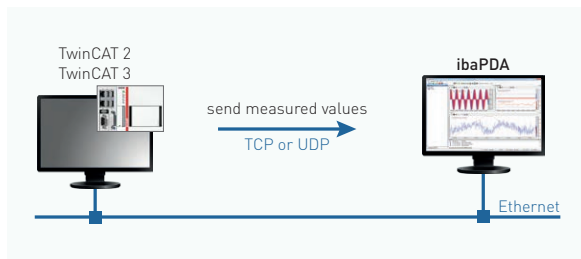 TwinCAT 2
TwinCAT 3
ibaPDA
send measured values
TCP or UDP
Ethernet